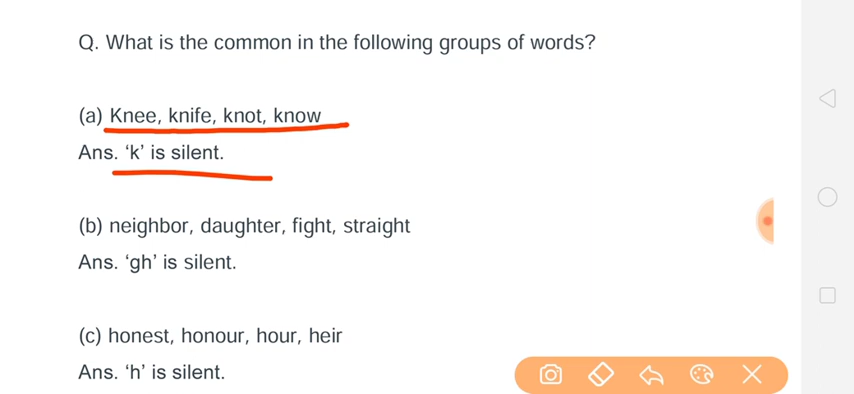 Q. What is the common in the following groups of words?
(a) Knee, knife, knot, know
Ans. ‘k’ is silent.
(b) neighbor, daughter, fight, straight
Ans. ‘gh’ is silent.
(c) honest, honour, hour, heir
Ans. ‘h’ is silent.